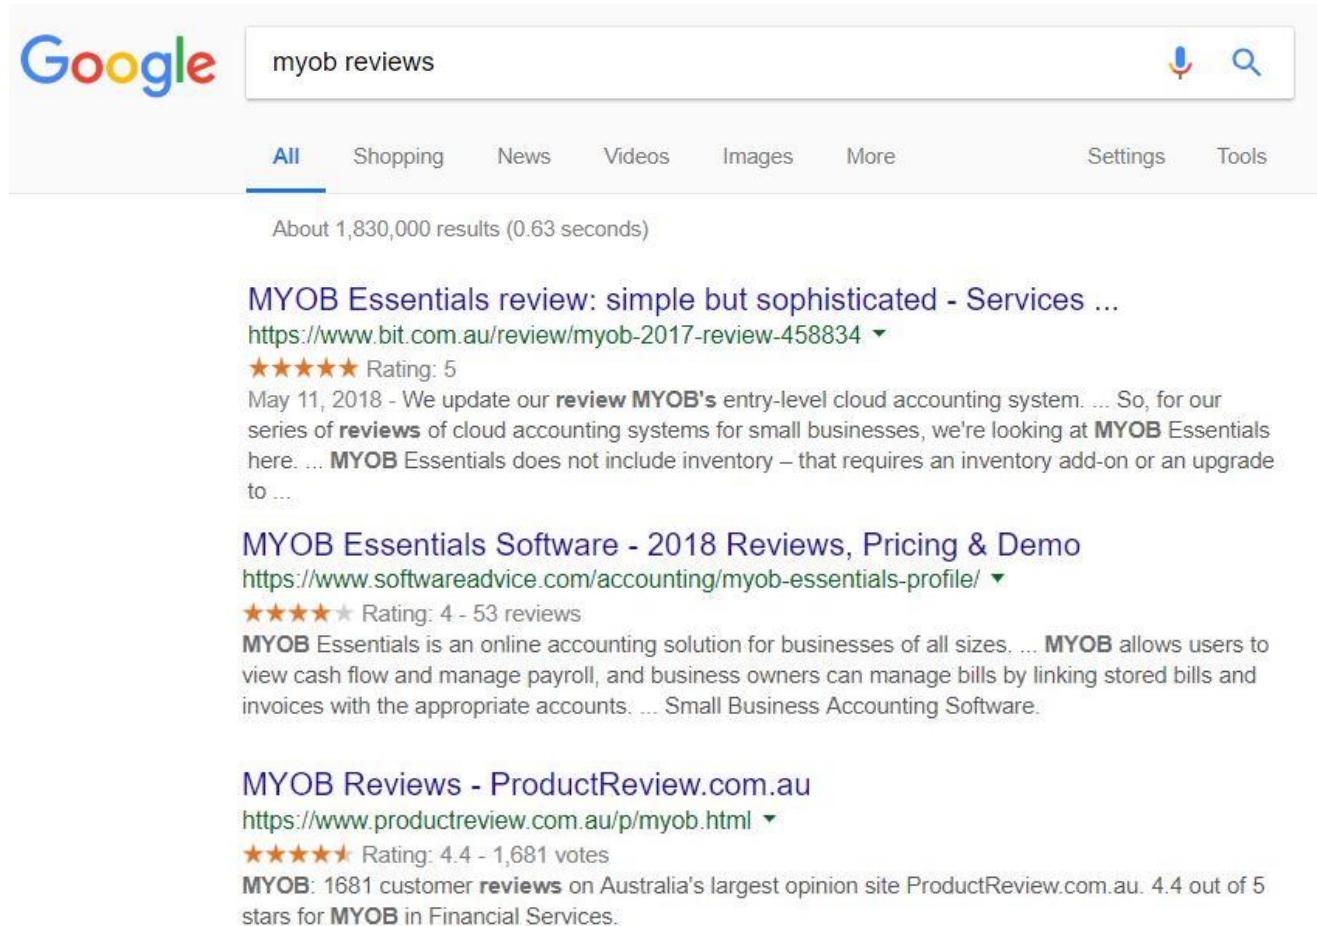 Google
myob reviews
All Shopping News Videos Images More Settings Tools
About 1,830,000 results (0.63 seconds)
MYOB Essentials review: simple but sophisticated - Services ...
https://www.bit.com.au/review/myob-2017-review-458834
Rating: 5
May 11, 2018 - We update our review MYOB's entry-level cloud accounting system. ... So, for our
series of reviews of cloud accounting systems for small businesses, we're looking at MYOB Essentials
here. ... MYOB Essentials does not include inventory – that requires an inventory add-on or an upgrade
to ...
MYOB Essentials Software - 2018 Reviews, Pricing & Demo
https://www.softwareadvice.com/accounting/myob-essentials-profile/
Rating: 4 - 53 reviews
MYOB Essentials is an online accounting solution for businesses of all sizes. ... MYOB allows users to
view cash flow and manage payroll, and business owners can manage bills by linking stored bills and
invoices with the appropriate accounts. ... Small Business Accounting Software.
MYOB Reviews - ProductReview.com.au
https://www.productreview.com.au/p/myob.html
Rating: 4.4 - 1,681 votes
MYOB: 1681 customer reviews on Australia's largest opinion site ProductReview.com.au. 4.4 out of 5
stars for MYOB in Financial Services.